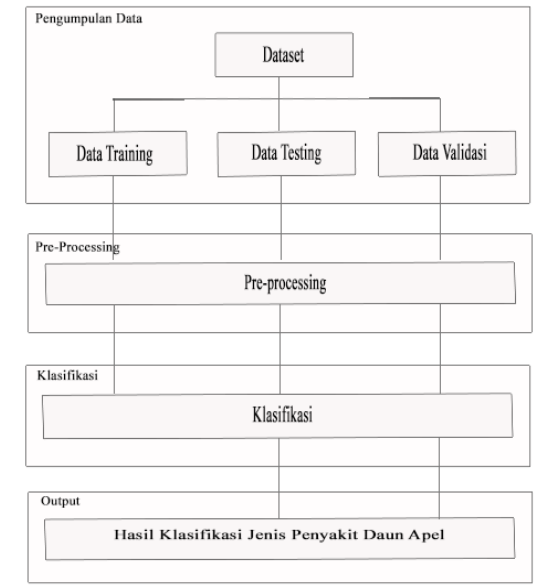 Pengumpulan Data
Dataset
Data Training
Data Testing
Data Validasi
Pre-Processing
Pre-processing
Klasifikasi
Klasifikasi
Output
Hasil Klasifikasi Jenis Penyakit Daun Apel